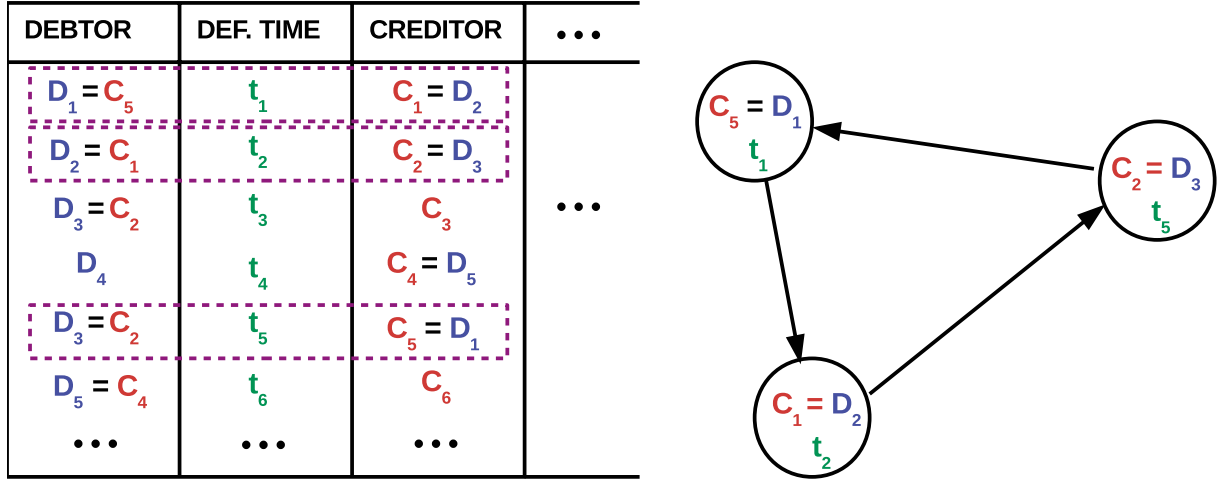 DEBTOR DEF. TIME CREDITOR ...
D₁ = C₅ t₁ C₁ = D₂
D₂ = C₁ t₂ C₂ = D₃
D₃ = C₂ t₃ C₃ ...
D₄ t₄ C₄ = D₅
D₃ = C₂ t₅ C₅ = D₁
D₅ = C₄ t₆ C₆
... ... ...
C₅ = D₁
t₁
C₂ = D₃
t₅
C₁ = D₂
t₂